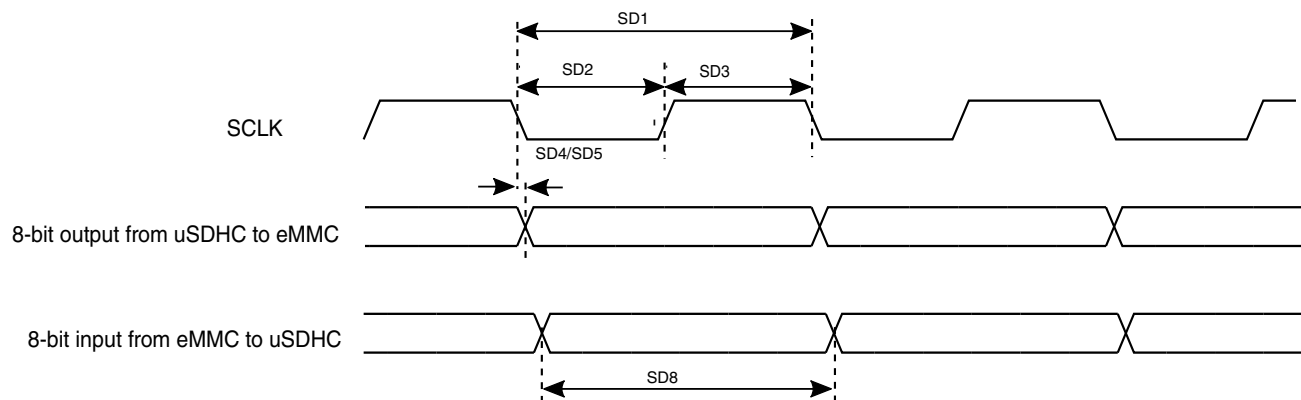 SD1
SD2
SD3
SCLK
SD4/SD5
8-bit output from uSDHC to eMMC
8-bit input from eMMC to uSDHC
SD8